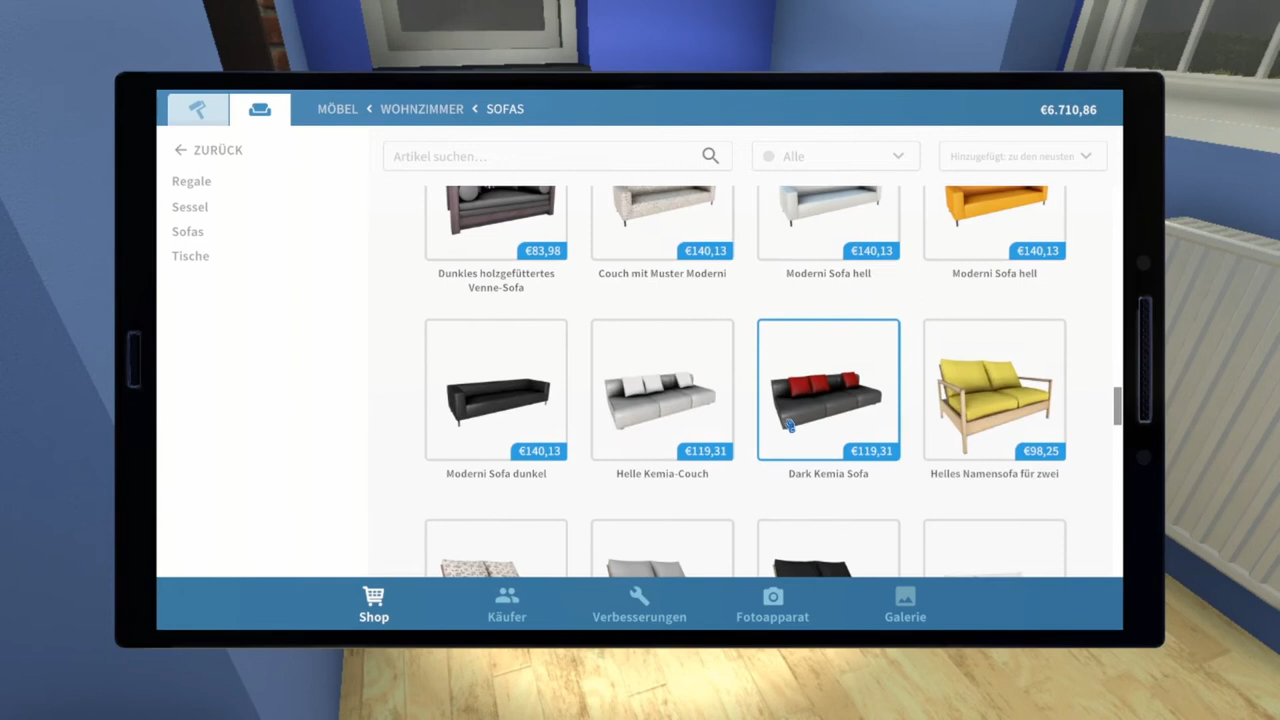 MÖBEL < WOHNZIMMER < SOFAS
€6.710,86
ZURÜCK
Regale
Sessel
Sofas
Tische
Artikel suchen...
Alle
Hinzugefügt: zu den neusten
€83,98
€140,13
€140,13
€140,13
Dunkles holzgefüttertes
Venne-Sofa
Couch mit Muster Moderni
Moderni Sofa hell
Moderni Sofa hell
€140,13
€119,31
€119,31
€98,25
Moderni Sofa dunkel
Helle Kemia-Couch
Dark Kemia Sofa
Helles Namensofa für zwei
Shop
Käufer
Verbesserungen
Fotoapparat
Galerie